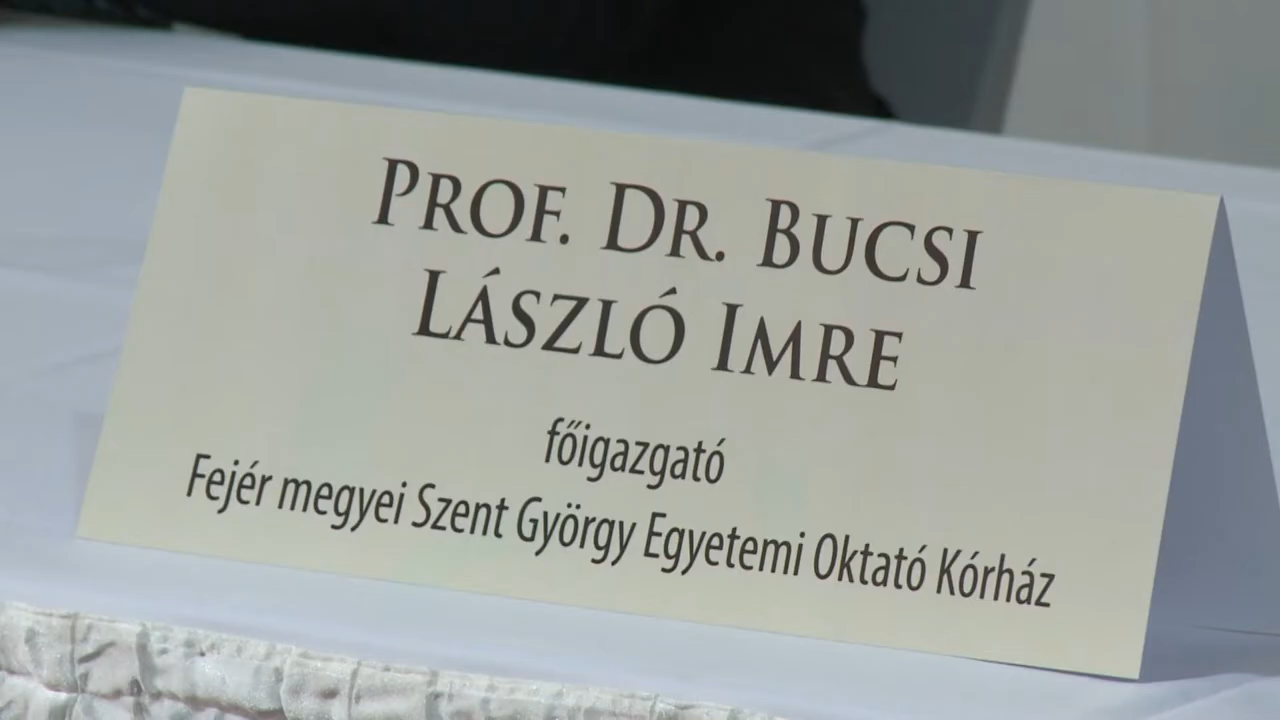 PROF. DR. BUCSI
LÁSZLÓ IMRE
főigazgató
Fejér megyei Szent György Egyetemi Oktató Kórház